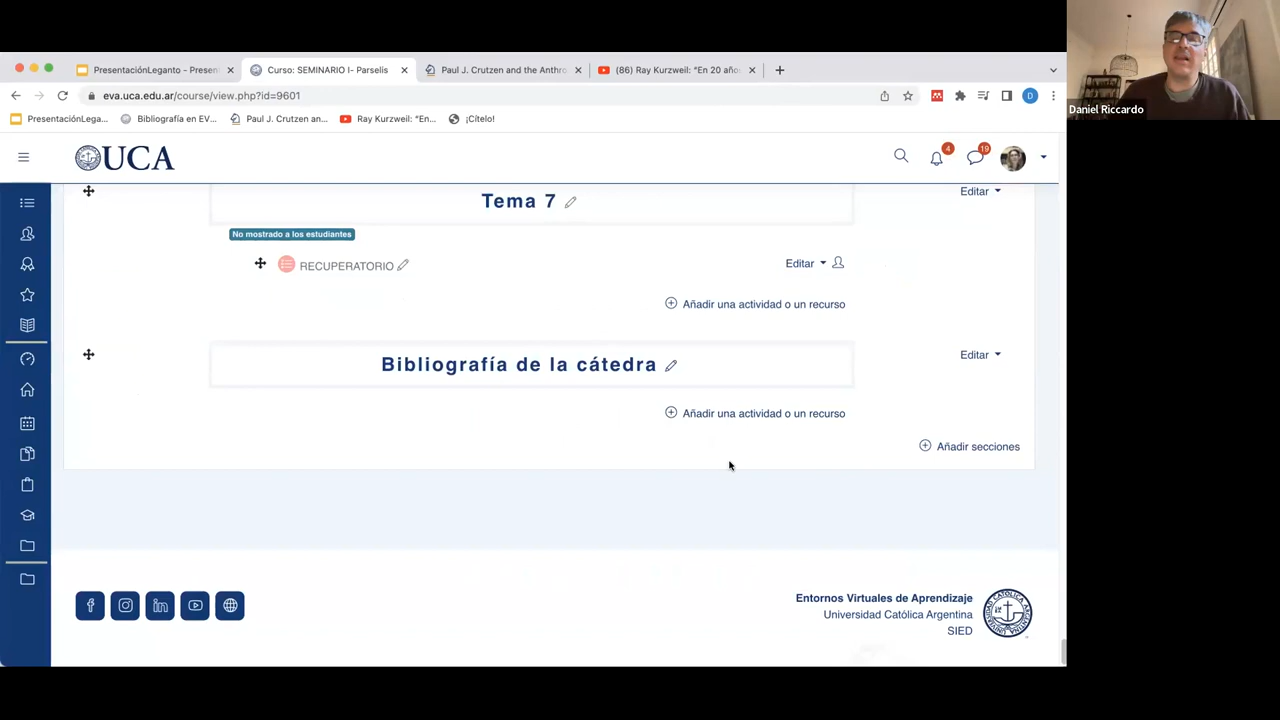 PresentaciónLeganto - Presen
Curso: SEMINARIO I- Parselis
Paul J. Crutzen and the Anthro
(86) Ray Kurzweil: "En 20 año
eva.uca.edu.ar/course/view.php?id=9601
D
PresentaciónLega...
Bibliografía en EV...
Paul J. Crutzen an...
Ray Kurzweil: "En...
¡Cítelo!
Daniel Riccardo
UCA
4
19
Tema 7
Editar
No mostrado a los estudiantes
RECUPERATORIO
Editar
Añadir una actividad o un recurso
Bibliografía de la cátedra
Editar
Añadir una actividad o un recurso
Añadir secciones
Entornos Virtuales de Aprendizaje
Universidad Católica Argentina
SIED